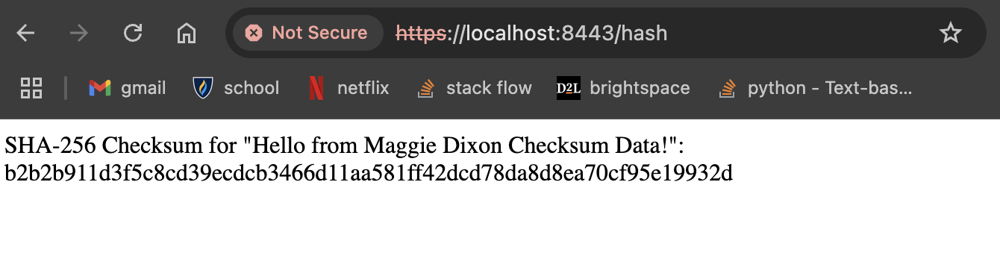 Not Secure https://localhost:8443/hash
gmail school netflix stack flow D2L brightspace python - Text-bas...
SHA-256 Checksum for "Hello from Maggie Dixon Checksum Data!":
b2b2b911d3f5c8cd39ecdcb3466d11aa581ff42dcd78da8d8ea70cf95e19932d